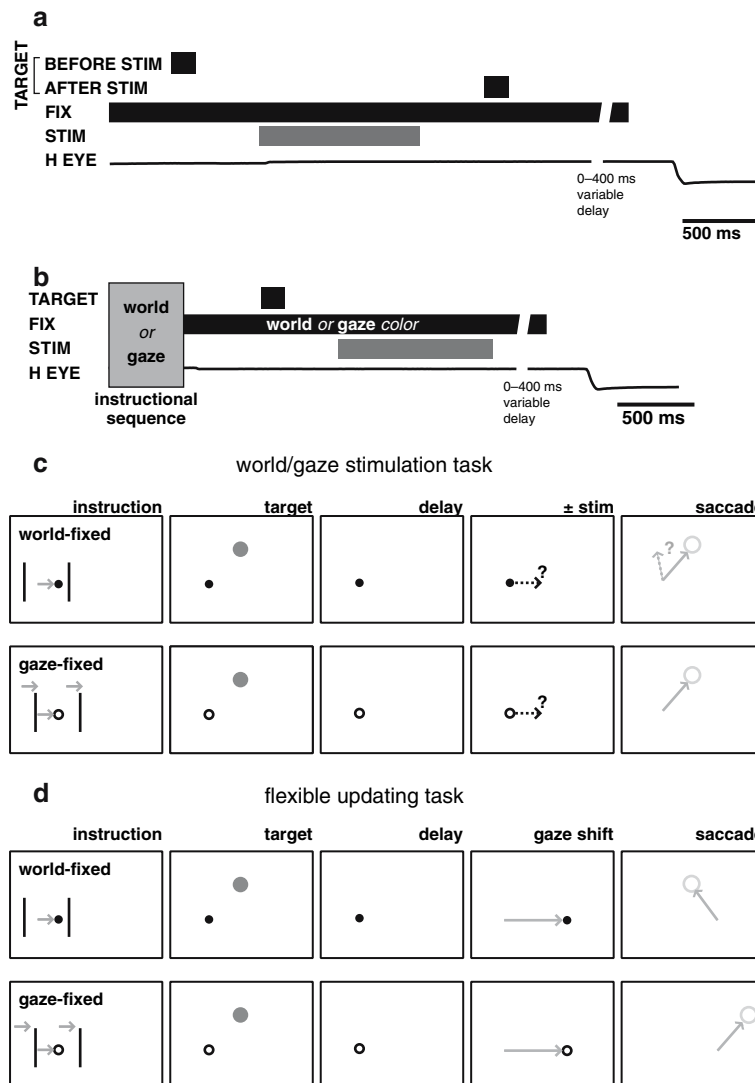 a
TARGET
BEFORE STIM
AFTER STIM
FIX
STIM
H EYE
0–400 ms
variable
delay
500 ms
b
TARGET
FIX
STIM
H EYE
world
or
gaze
world or gaze color
instructional
sequence
0–400 ms
variable
delay
500 ms
c
world/gaze stimulation task
instruction target delay ± stim saccad
world-fixed
?
?
gaze-fixed
?
d
flexible updating task
instruction target delay gaze shift saccad
world-fixed
gaze-fixed